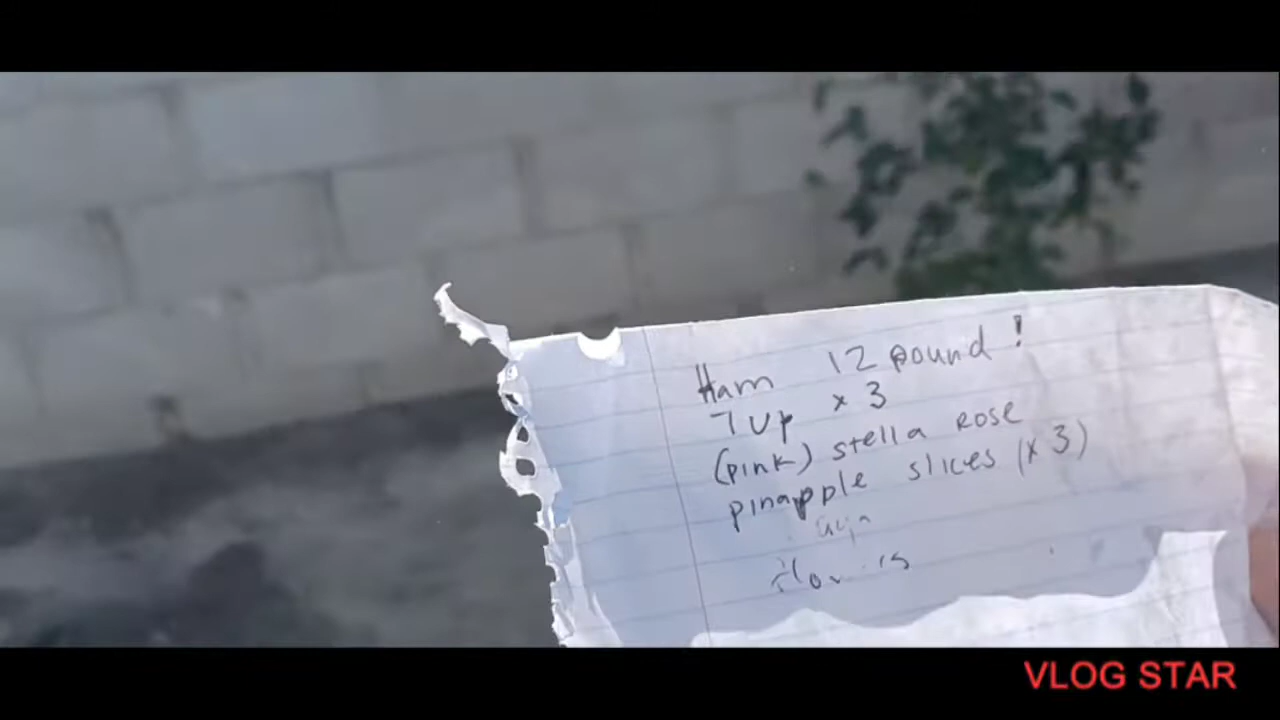 Ham 12 pound!
7up x 3
(pink) stella Rose
pinapple slices (x 3)
VLOG STAR